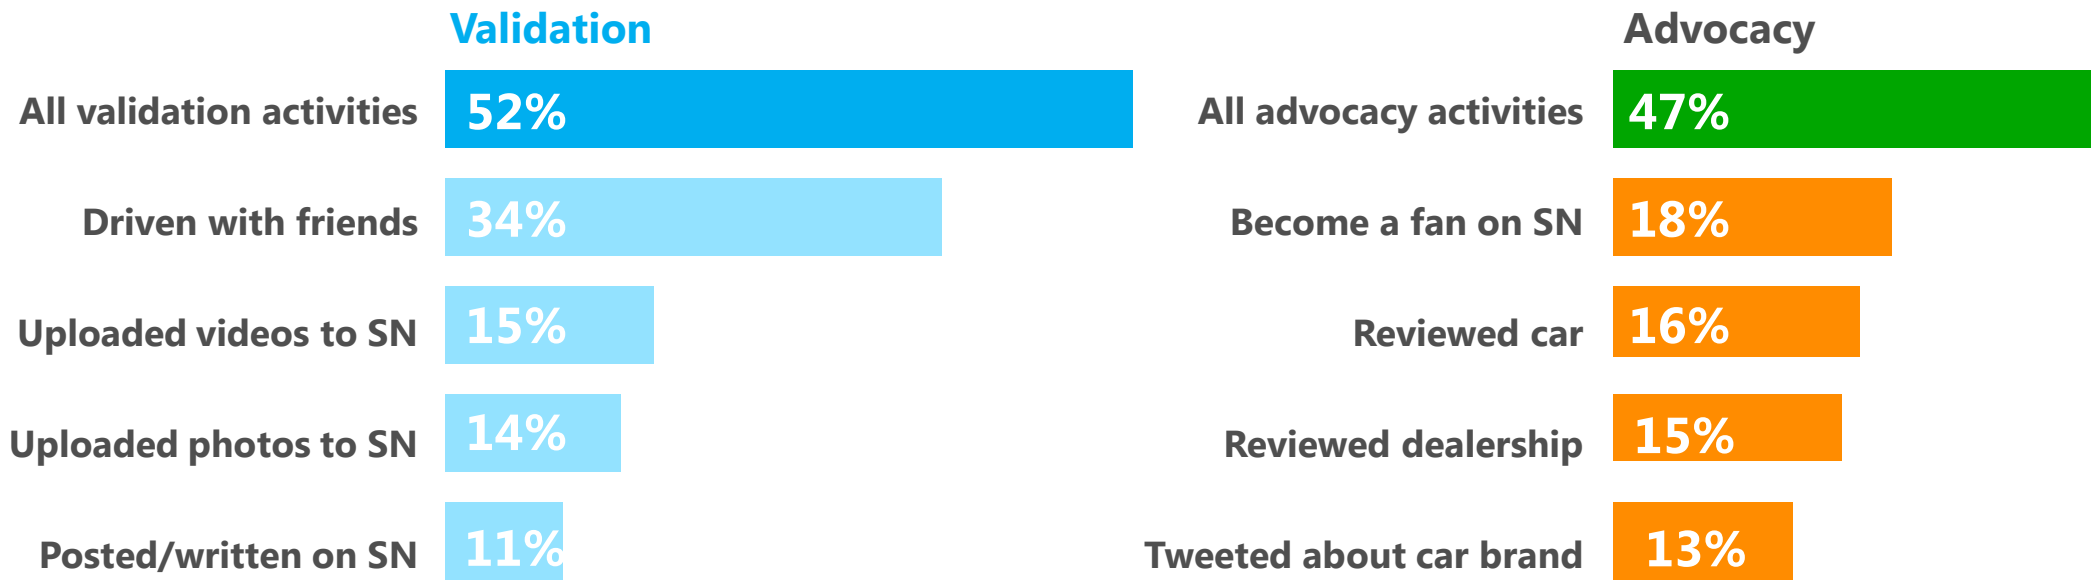 Validation
All validation activities 52%
Driven with friends 34%
Uploaded videos to SN 15%
Uploaded photos to SN 14%
Posted/written on SN 11%
Advocacy
All advocacy activities 47%
Become a fan on SN 18%
Reviewed car 16%
Reviewed dealership 15%
Tweeted about car brand 13%